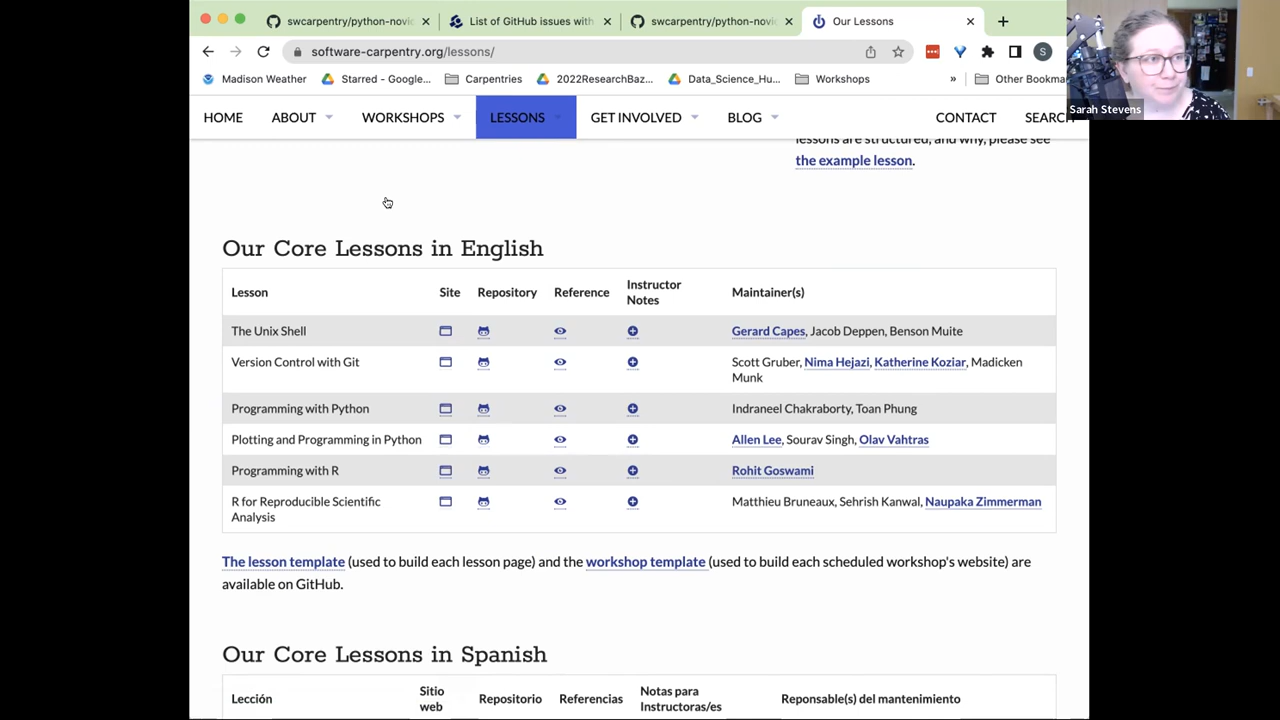 swcarpentry/python-novi
List of GitHub issues with
swcarpentry/python-novi
Our Lessons
software-carpentry.org/lessons/
S
Madison Weather
Starred - Google...
Carpentries
2022ResearchBaz...
Data_Science_Hu...
Workshops
»
Other Bookma
Sarah Stevens
HOME
ABOUT
WORKSHOPS
LESSONS
GET INVOLVED
BLOG
CONTACT
SEARCH
lessons are structured, and why, please see
the example lesson.
Our Core Lessons in English
Lesson Site Repository Reference Instructor Notes Maintainer(s)
The Unix Shell Gerard Capes, Jacob Deppen, Benson Muite
Version Control with Git Scott Gruber, Nima Hejazi, Katherine Koziar, Madicken
Munk
Programming with Python Indraneel Chakraborty, Toan Phung
Plotting and Programming in Python Allen Lee, Sourav Singh, Olav Vahtras
Programming with R Rohit Goswami
R for Reproducible Scientific Matthieu Bruneaux, Sehrish Kanwal, Naupaka Zimmerman
Analysis
The lesson template (used to build each lesson page) and the workshop template (used to build each scheduled workshop's website) are
available on GitHub.
Our Core Lessons in Spanish
Lección Sitio web Repositorio Referencias Notas para Instructoras/es Reponsable(s) del mantenimiento